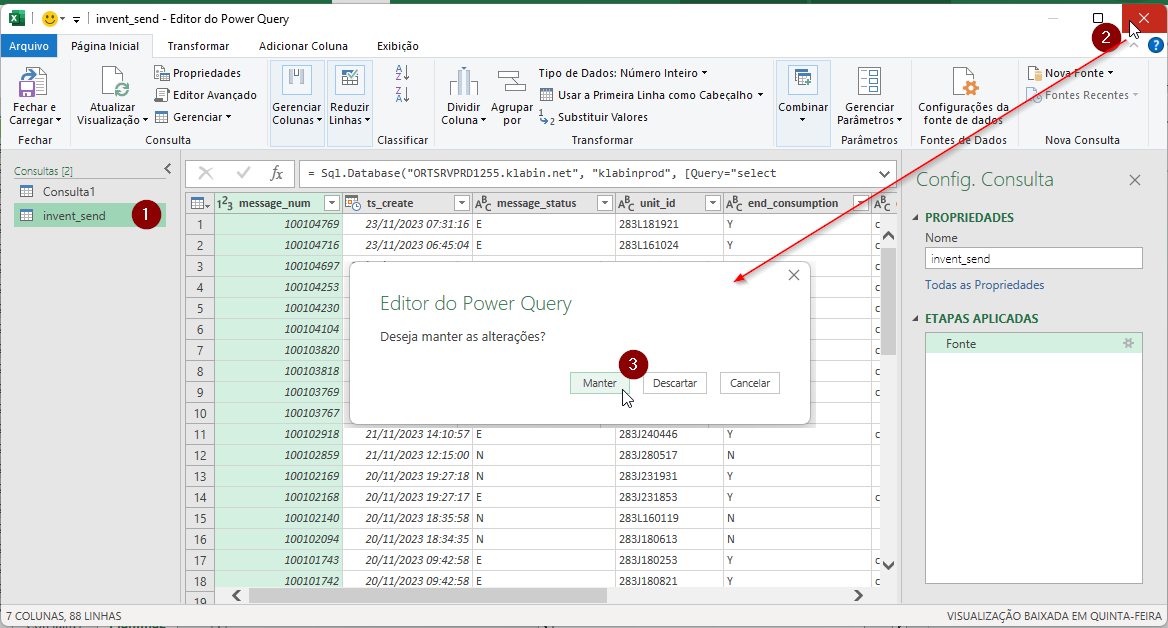 invent_send - Editor do Power Query
2
Arquivo Página Inicial Transformar Adicionar Coluna Exibição
Fechar e Carregar
Fechar
Atualizar Visualização
Propriedades
Editor Avançado
Gerenciar
Consulta
Gerenciar Colunas
Reduzir Linhas
Classificar
Dividir Coluna
Agrupar por
Tipo de Dados: Número Inteiro
Usar a Primeira Linha como Cabeçalho
Substituir Valores
Transformar
Combinar
Gerenciar Parâmetros
Parâmetros
Configurações da fonte de dados
Fontes de Dados
Nova Fonte
Fontes Recentes
Nova Consulta
Consultas [2]
Consulta1
invent_send 1
fx = Sql.Database("ORTSRVPRD1255.klabin.net", "klabinprod", [Query="select
message_num ts_create message_status unit_id end_consumption
1 100104769 23/11/2023 07:31:16 E 283L181921 Y c
2 100104716 23/11/2023 06:45:04 E 283L161024 Y c
3 100104697
4 100104253
5 100104230
6 100104104
7 100103820
8 100103818
9 100103769
10 100103767
11 100102918 21/11/2023 14:10:57 E 283J240446 Y c
12 100102859 21/11/2023 12:15:00 N 283J280517 N
13 100102169 20/11/2023 19:27:18 N 283J231931 Y
14 100102168 20/11/2023 19:27:17 E 283J231853 Y c
15 100102140 20/11/2023 18:35:58 N 283L160119 N
16 100102094 20/11/2023 18:34:35 N 283J180613 N
17 100101743 20/11/2023 09:42:58 E 283J180253 Y c
18 100101742 20/11/2023 09:42:58 E 283J180821 Y c
19
Editor do Power Query
Deseja manter as alterações?
3
Manter Descartar Cancelar
Config. Consulta
PROPRIEDADES
Nome
invent_send
Todas as Propriedades
ETAPAS APLICADAS
Fonte
7 COLUNAS, 88 LINHAS
VISUALIZAÇÃO BAIXADA EM QUINTA-FEIRA